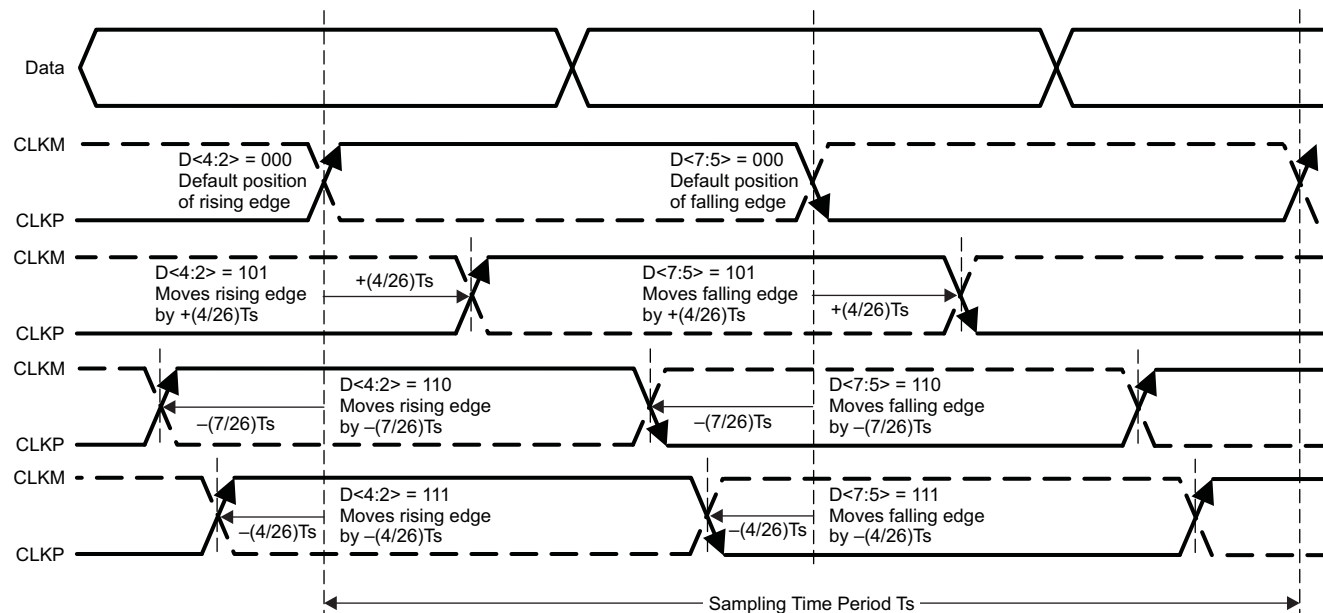 Data
CLKM
D<4:2> = 000
Default position
of rising edge
D<7:5> = 000
Default position
of falling edge
CLKP
CLKM
D<4:2> = 101
Moves rising edge
by +(4/26)Ts
+(4/26)Ts
D<7:5> = 101
Moves falling edge
by +(4/26)Ts
+(4/26)Ts
CLKP
CLKM
–(7/26)Ts
D<4:2> = 110
Moves rising edge
by –(7/26)Ts
–(7/26)Ts
D<7:5> = 110
Moves falling edge
by –(7/26)Ts
CLKP
CLKM
–(4/26)Ts
D<4:2> = 111
Moves rising edge
by –(4/26)Ts
–(4/26)Ts
D<7:5> = 111
Moves falling edge
by –(4/26)Ts
CLKP
Sampling Time Period Ts